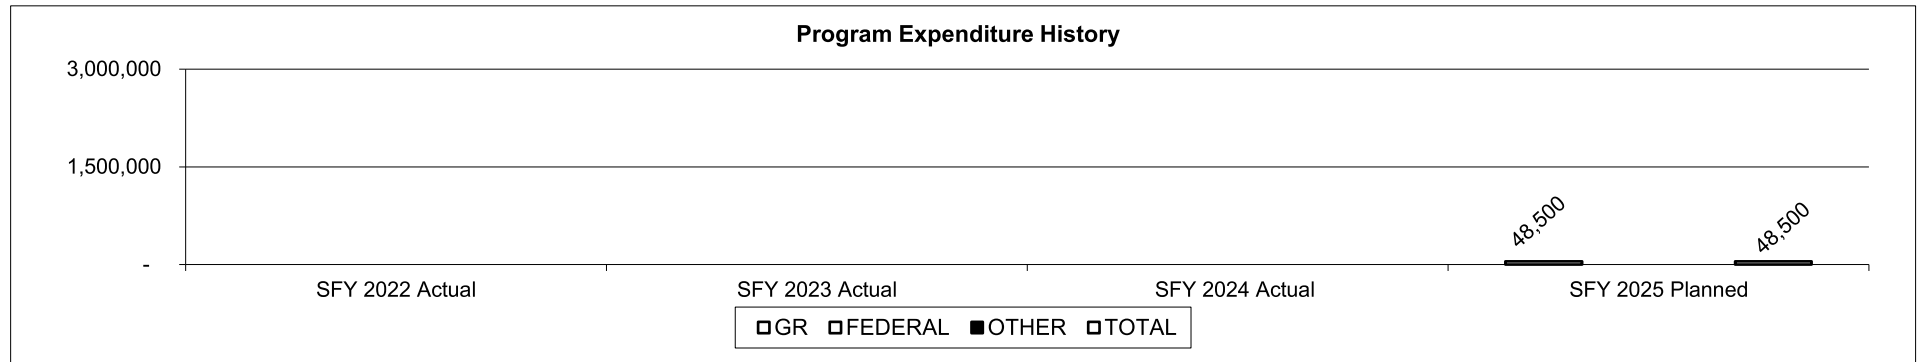 Program Expenditure History
3,000,000
1,500,000
-
48,500
48,500
SFY 2022 Actual
SFY 2023 Actual
SFY 2024 Actual
SFY 2025 Planned
GR FEDERAL OTHER TOTAL